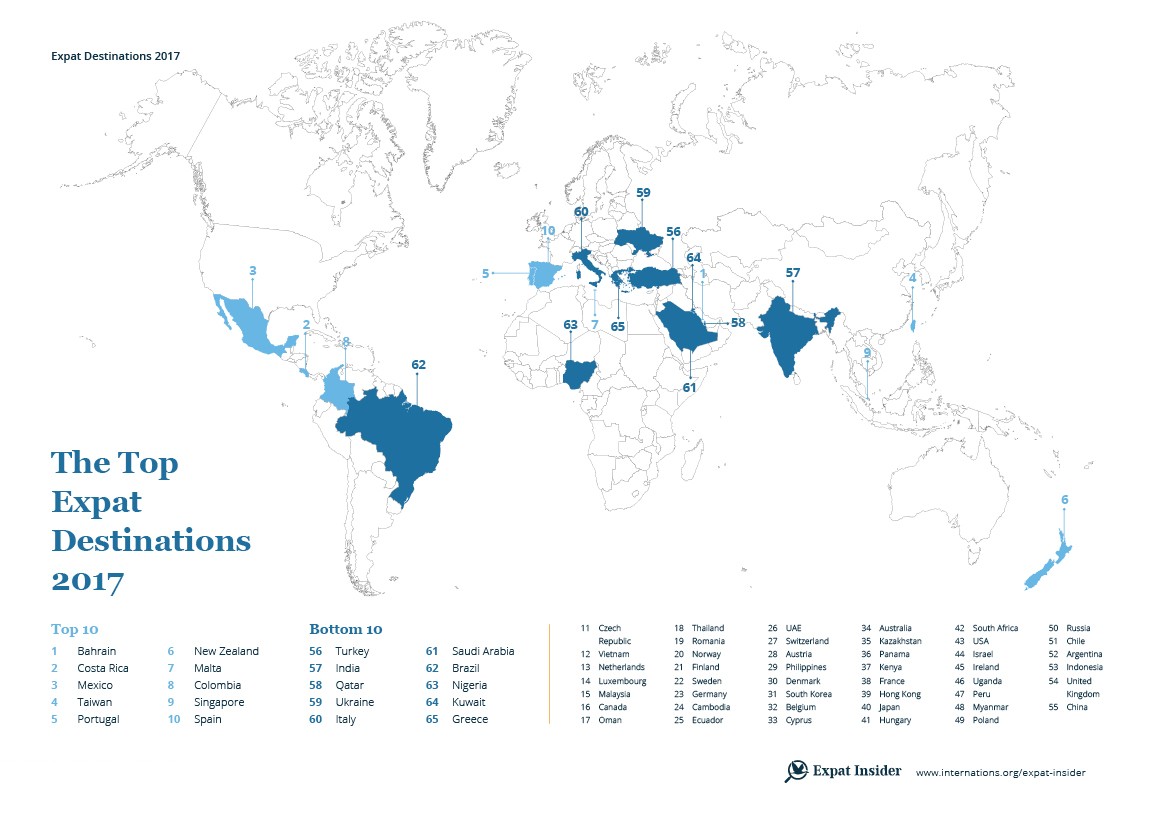 Expat Destinations 2017
59
60
10
56
64
5
3
1
57
4
2
63
7
65
58
8
9
62
61
6
The Top
Expat
Destinations
2017
Top 10
1 Bahrain
2 Costa Rica
3 Mexico
4 Taiwan
5 Portugal
6 New Zealand
7 Malta
8 Colombia
9 Singapore
10 Spain
Bottom 10
56 Turkey
57 India
58 Qatar
59 Ukraine
60 Italy
61 Saudi Arabia
62 Brazil
63 Nigeria
64 Kuwait
65 Greece
11 Czech
Republic
12 Vietnam
13 Netherlands
14 Luxembourg
15 Malaysia
16 Canada
17 Oman
18 Thailand
19 Romania
20 Norway
21 Finland
22 Sweden
23 Germany
24 Cambodia
25 Ecuador
26 UAE
27 Switzerland
28 Austria
29 Philippines
30 Denmark
31 South Korea
32 Belgium
33 Cyprus
34 Australia
35 Kazakhstan
36 Panama
37 Kenya
38 France
39 Hong Kong
40 Japan
41 Hungary
42 South Africa
43 USA
44 Israel
45 Ireland
46 Uganda
47 Peru
48 Myanmar
49 Poland
50 Russia
51 Chile
52 Argentina
53 Indonesia
54 United
Kingdom
55 China
Expat Insider
www.internations.org/expat-insider